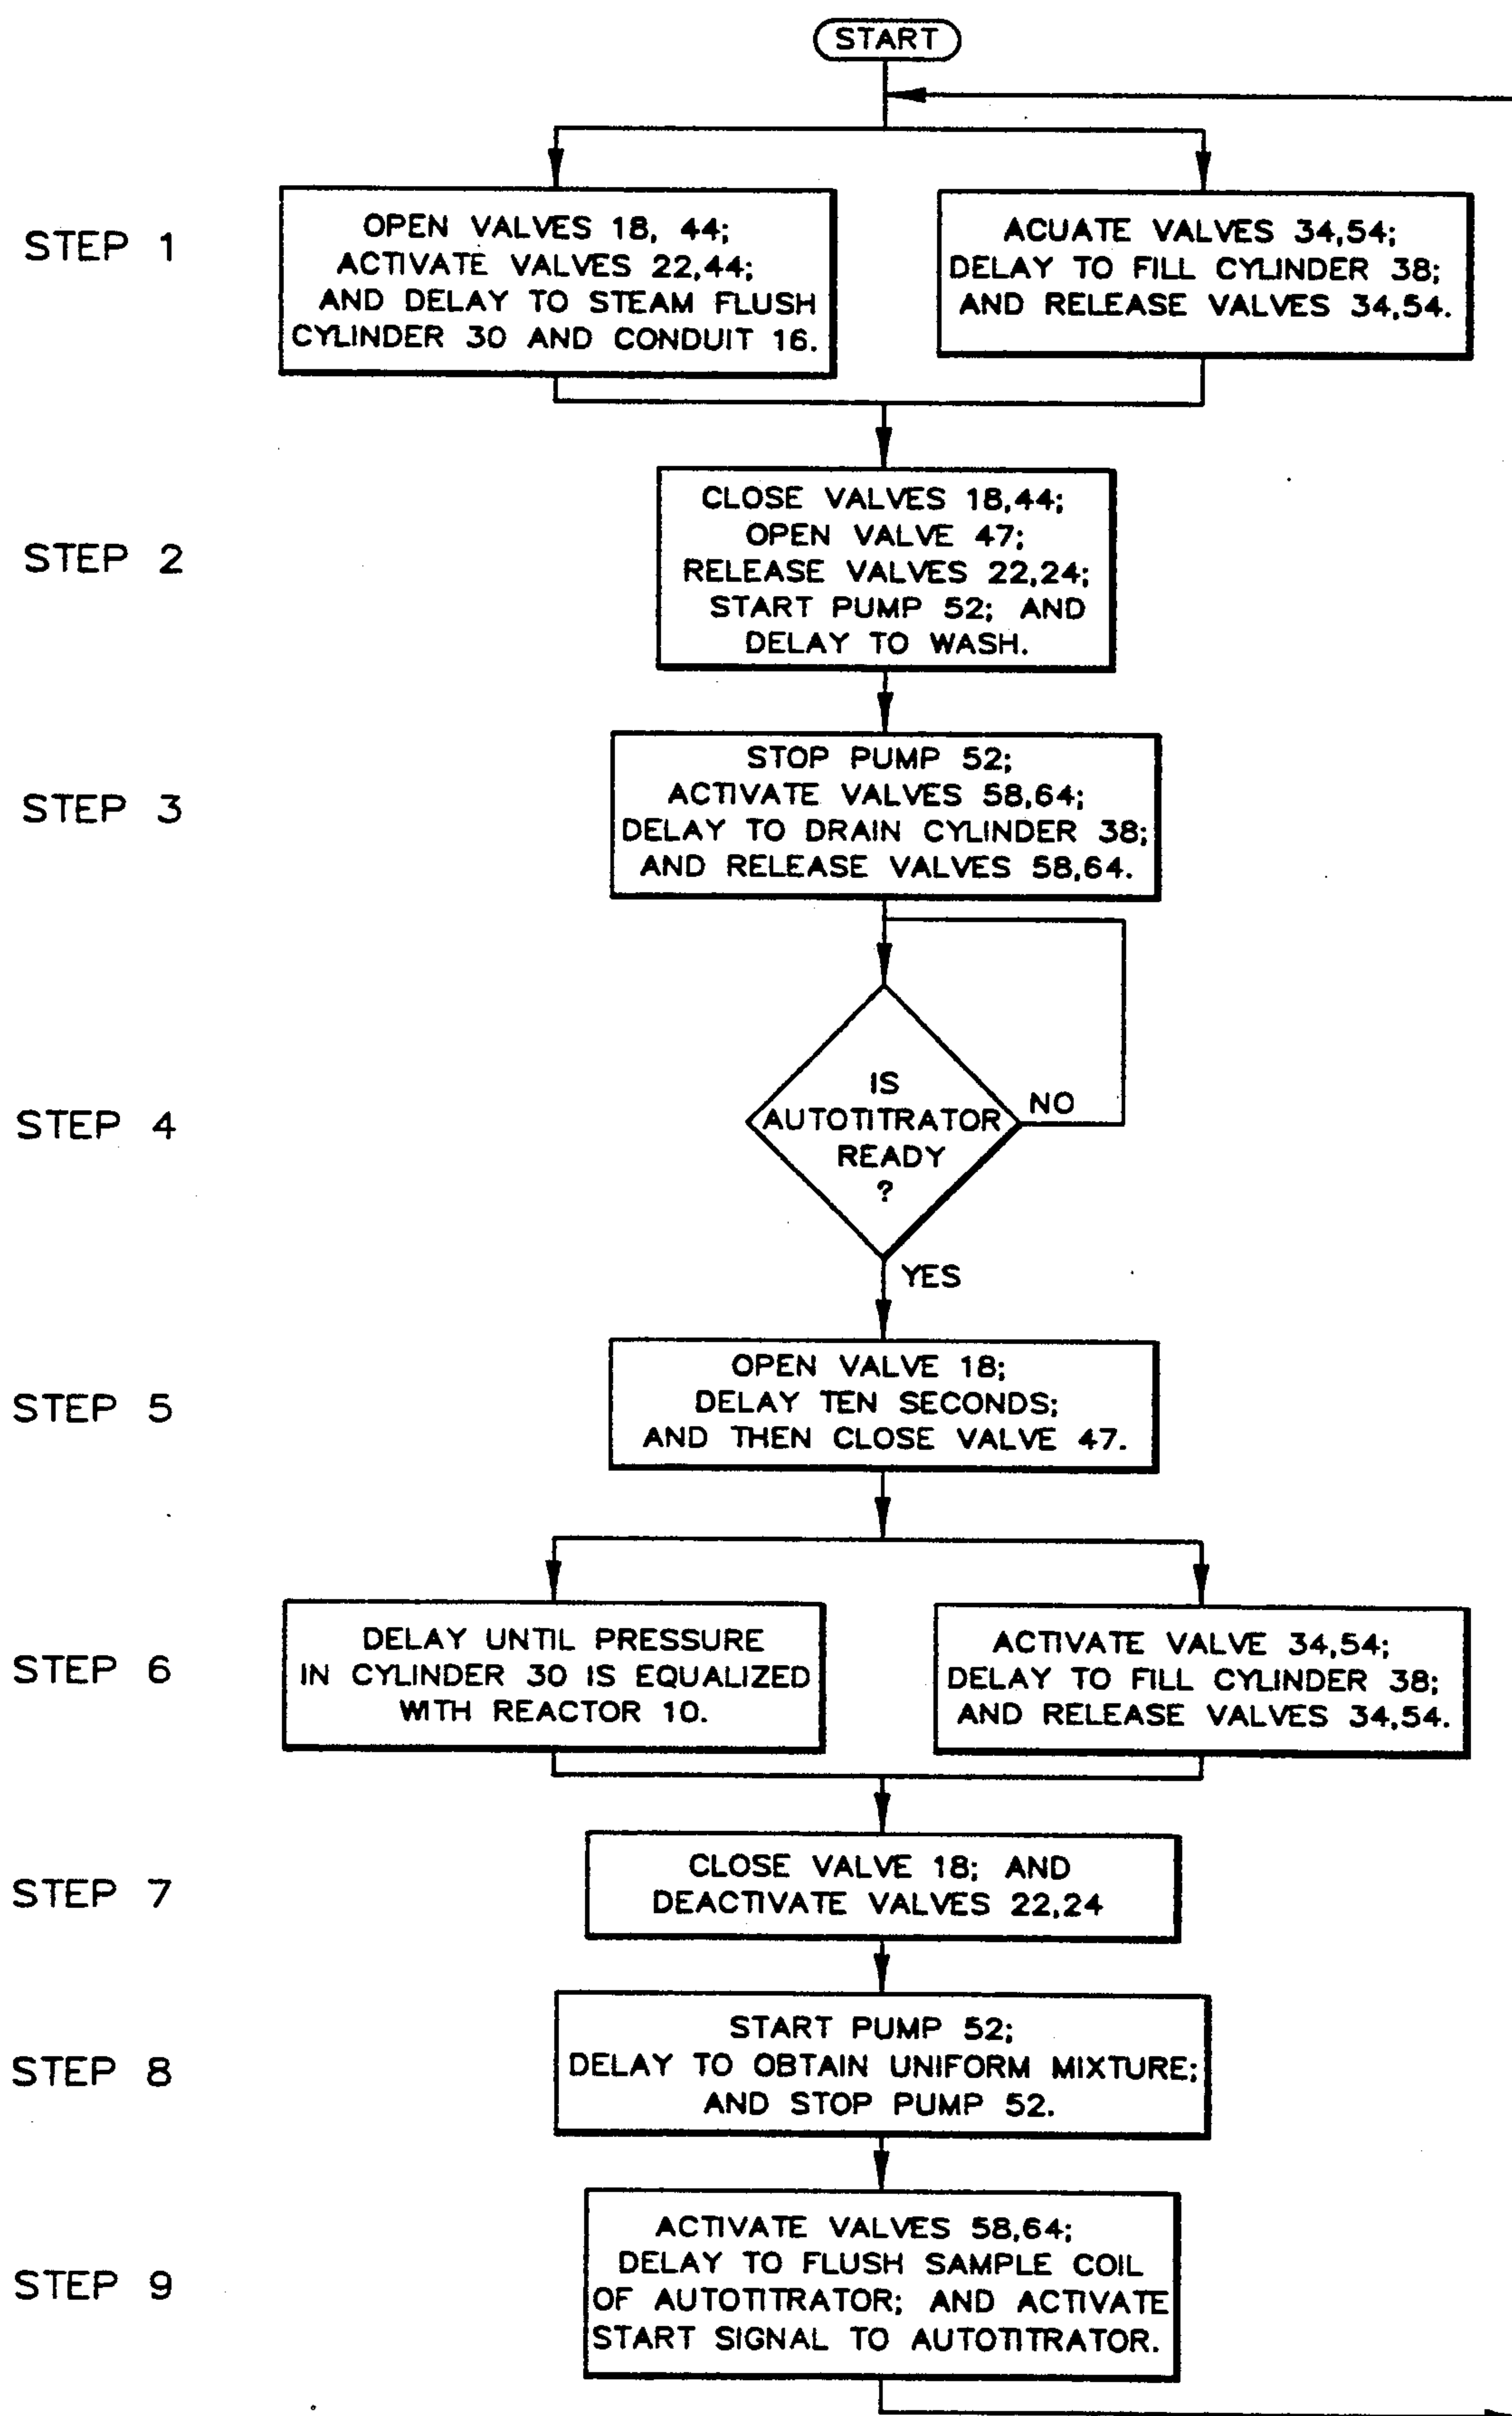 START
STEP 1
OPEN VALVES 18, 44;
ACTIVATE VALVES 22,44;
AND DELAY TO STEAM FLUSH
CYLINDER 30 AND CONDUIT 16.
ACUATE VALVES 34,54;
DELAY TO FILL CYLINDER 38;
AND RELEASE VALVES 34,54.
STEP 2
CLOSE VALVES 18,44;
OPEN VALVE 47;
RELEASE VALVES 22,24;
START PUMP 52; AND
DELAY TO WASH.
STEP 3
STOP PUMP 52;
ACTIVATE VALVES 58,64;
DELAY TO DRAIN CYLINDER 38;
AND RELEASE VALVES 58,64.
STEP 4
IS
AUTOTITRATOR
READY
?
NO
YES
STEP 5
OPEN VALVE 18;
DELAY TEN SECONDS;
AND THEN CLOSE VALVE 47.
STEP 6
DELAY UNTIL PRESSURE
IN CYLINDER 30 IS EQUALIZED
WITH REACTOR 10.
ACTIVATE VALVE 34,54;
DELAY TO FILL CYLINDER 38;
AND RELEASE VALVES 34,54.
STEP 7
CLOSE VALVE 18; AND
DEACTIVATE VALVES 22,24
STEP 8
START PUMP 52;
DELAY TO OBTAIN UNIFORM MIXTURE;
AND STOP PUMP 52.
STEP 9
ACTIVATE VALVES 58,64;
DELAY TO FLUSH SAMPLE COIL
OF AUTOTITRATOR; AND ACTIVATE
START SIGNAL TO AUTOTITRATOR.